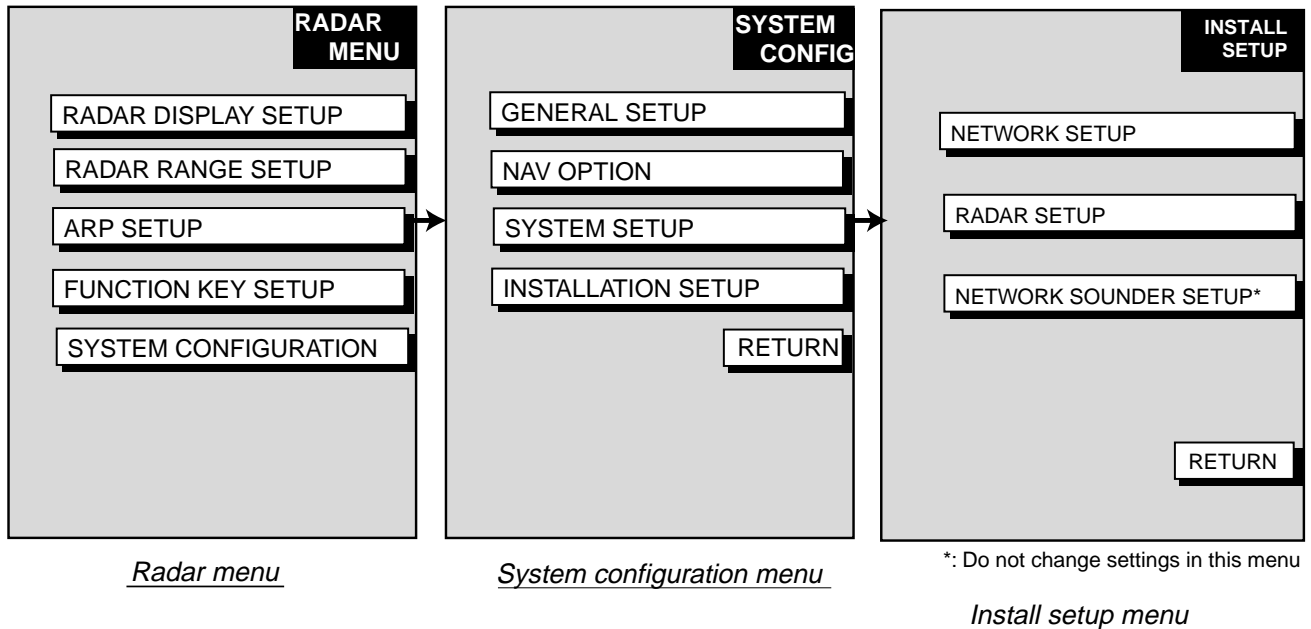 RADAR
MENU
RADAR DISPLAY SETUP
RADAR RANGE SETUP
ARP SETUP
FUNCTION KEY SETUP
SYSTEM CONFIGURATION
Radar menu
SYSTEM
CONFIG
GENERAL SETUP
NAV OPTION
SYSTEM SETUP
INSTALLATION SETUP
RETURN
System configuration menu
INSTALL
SETUP
NETWORK SETUP
RADAR SETUP
NETWORK SOUNDER SETUP*
RETURN
*: Do not change settings in this menu
Install setup menu